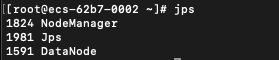 [[root@ecs-62b7-0002 ~]# jps
1824 NodeManager
1981 Jps
1591 DataNode